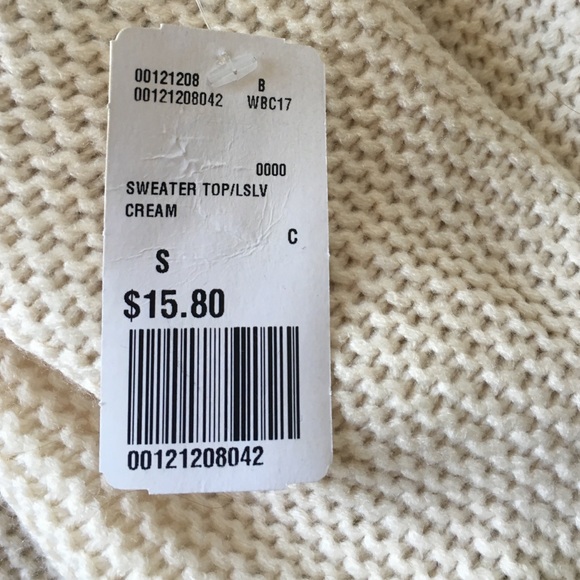 00121208 B
00121208042 WBC17
0000
SWEATER TOP/LSLV
CREAM
C
S
$15.80
00121208042